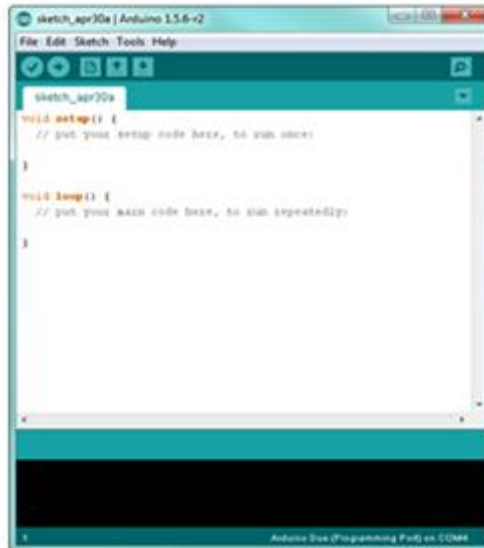 sketch_apr30a | Arduino 1.5.6-r2
File Edit Sketch Tools Help
sketch_apr30a
void setup() {
// put your setup code here, to run once:
}
void loop() {
// put your main code here, to run repeatedly:
}
1
Arduino Due (Programming Port) on COM4